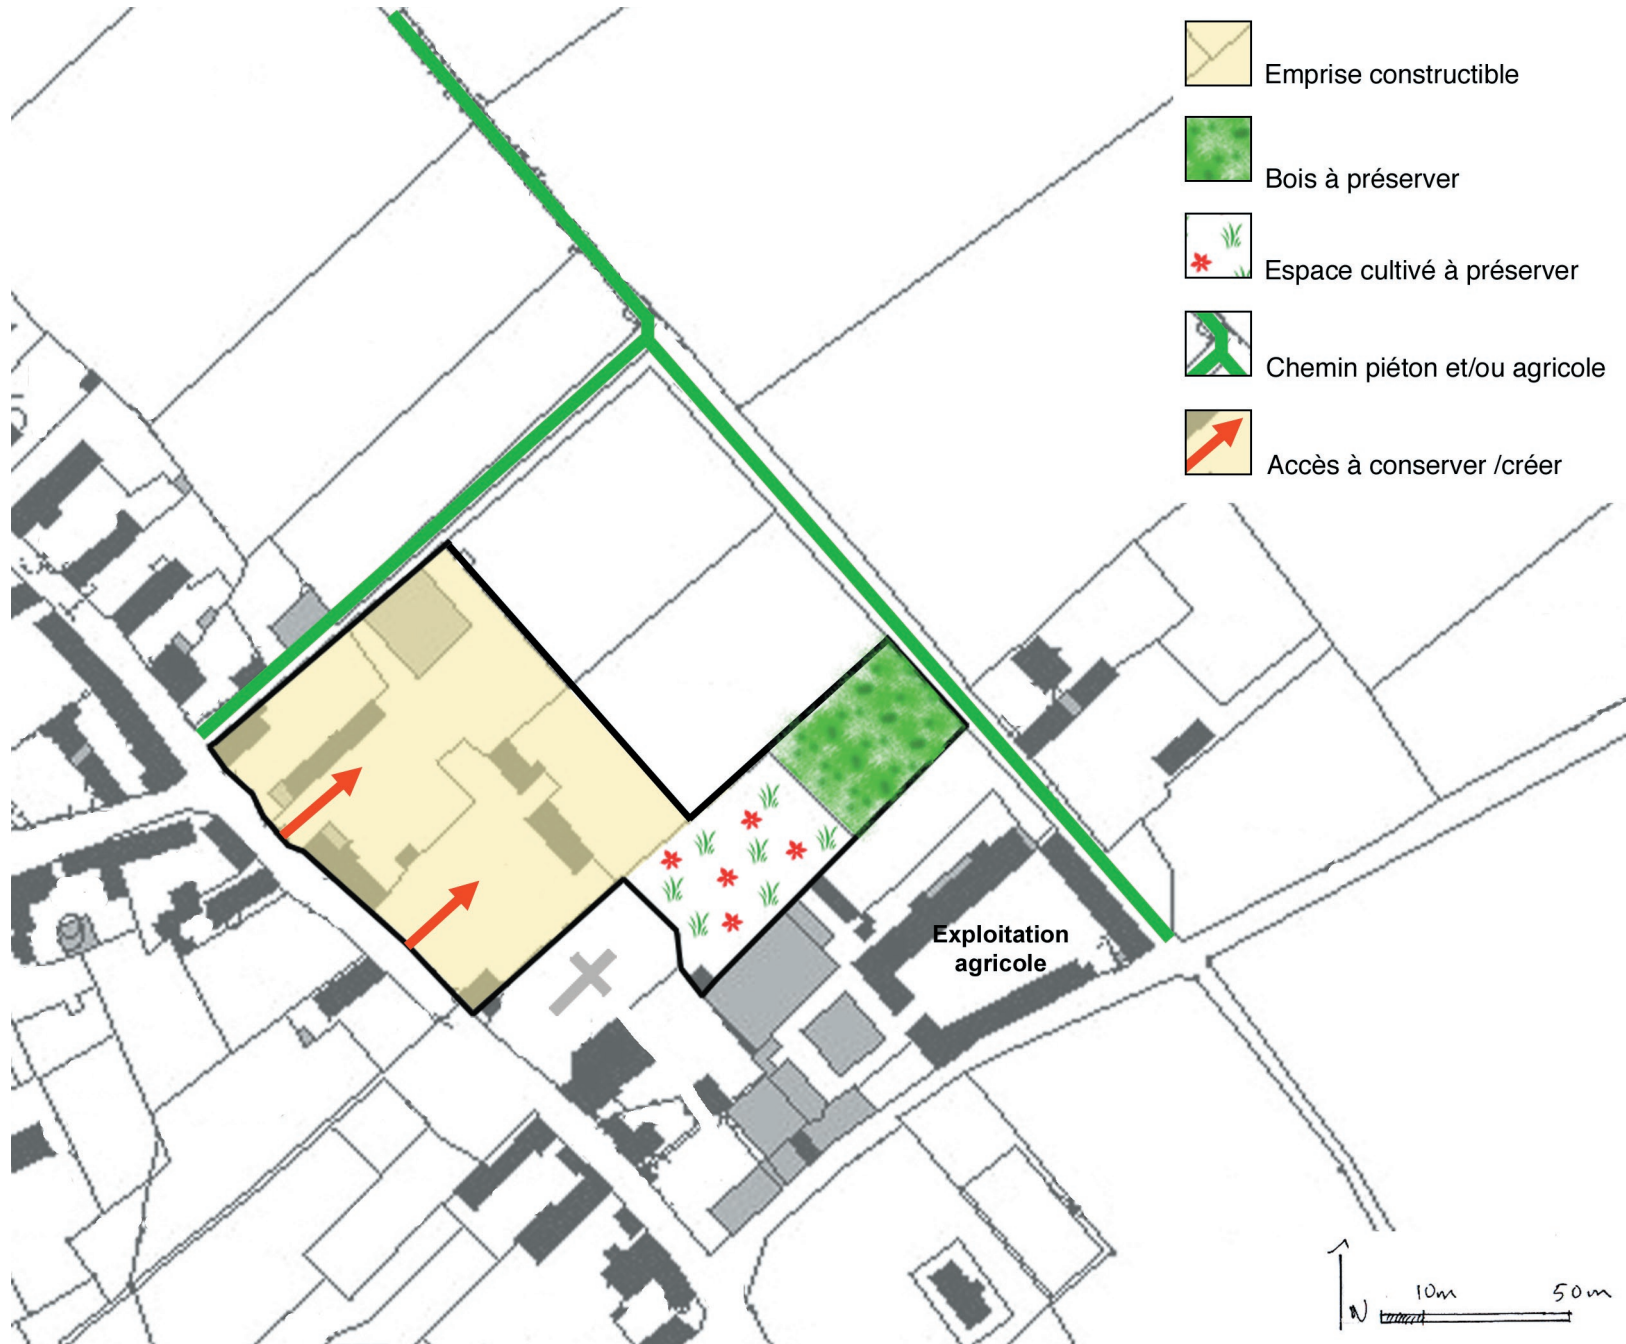 Emprise constructible
Bois à préserver
Espace cultivé à préserver
Chemin piéton et/ou agricole
Accès à conserver /créer
Exploitation
agricole
N 10m 50m